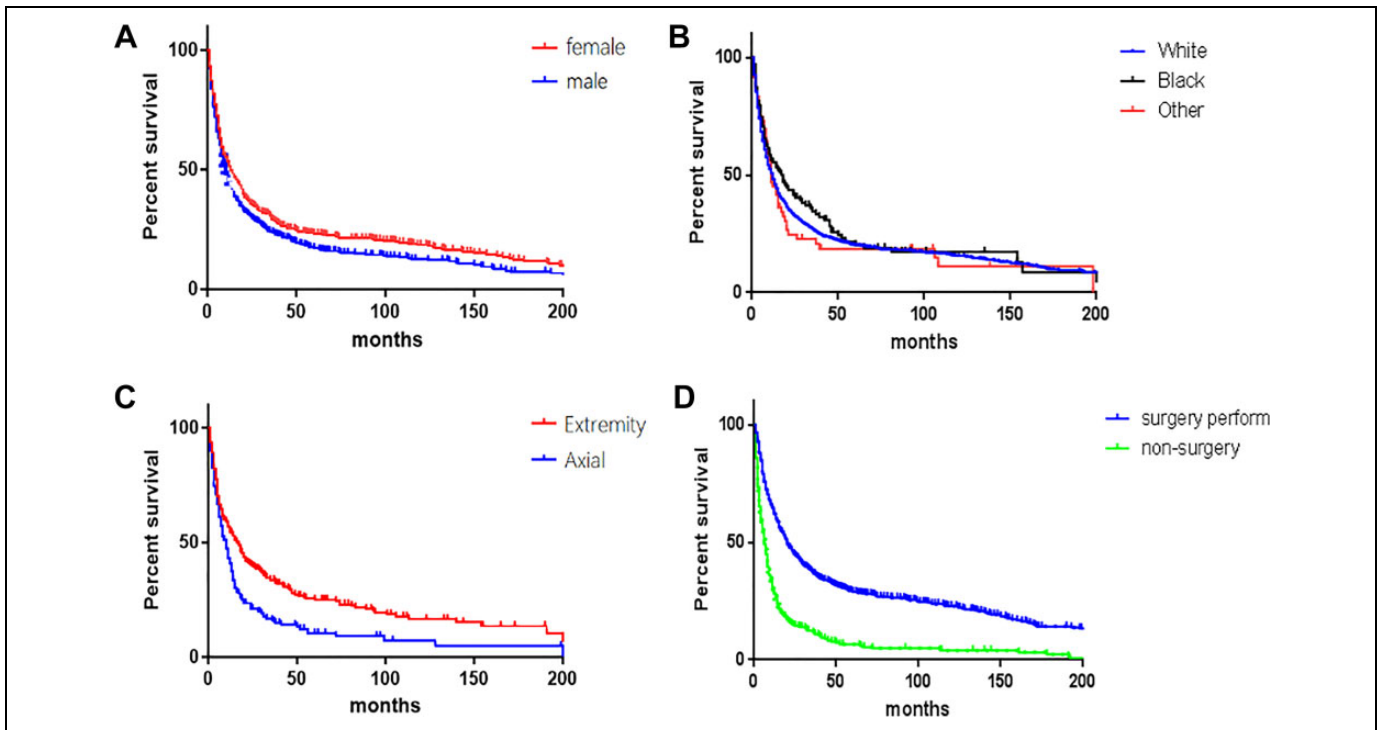 A
female
male
100
50
0
Percent survival
0 50 100 150 200
months
B
White
Black
Other
100
50
0
Percent survival
0 50 100 150 200
months
C
Extremity
Axial
100
50
0
Percent survival
0 50 100 150 200
months
D
surgery perform
non-surgery
100
50
0
Percent survival
0 50 100 150 200
months